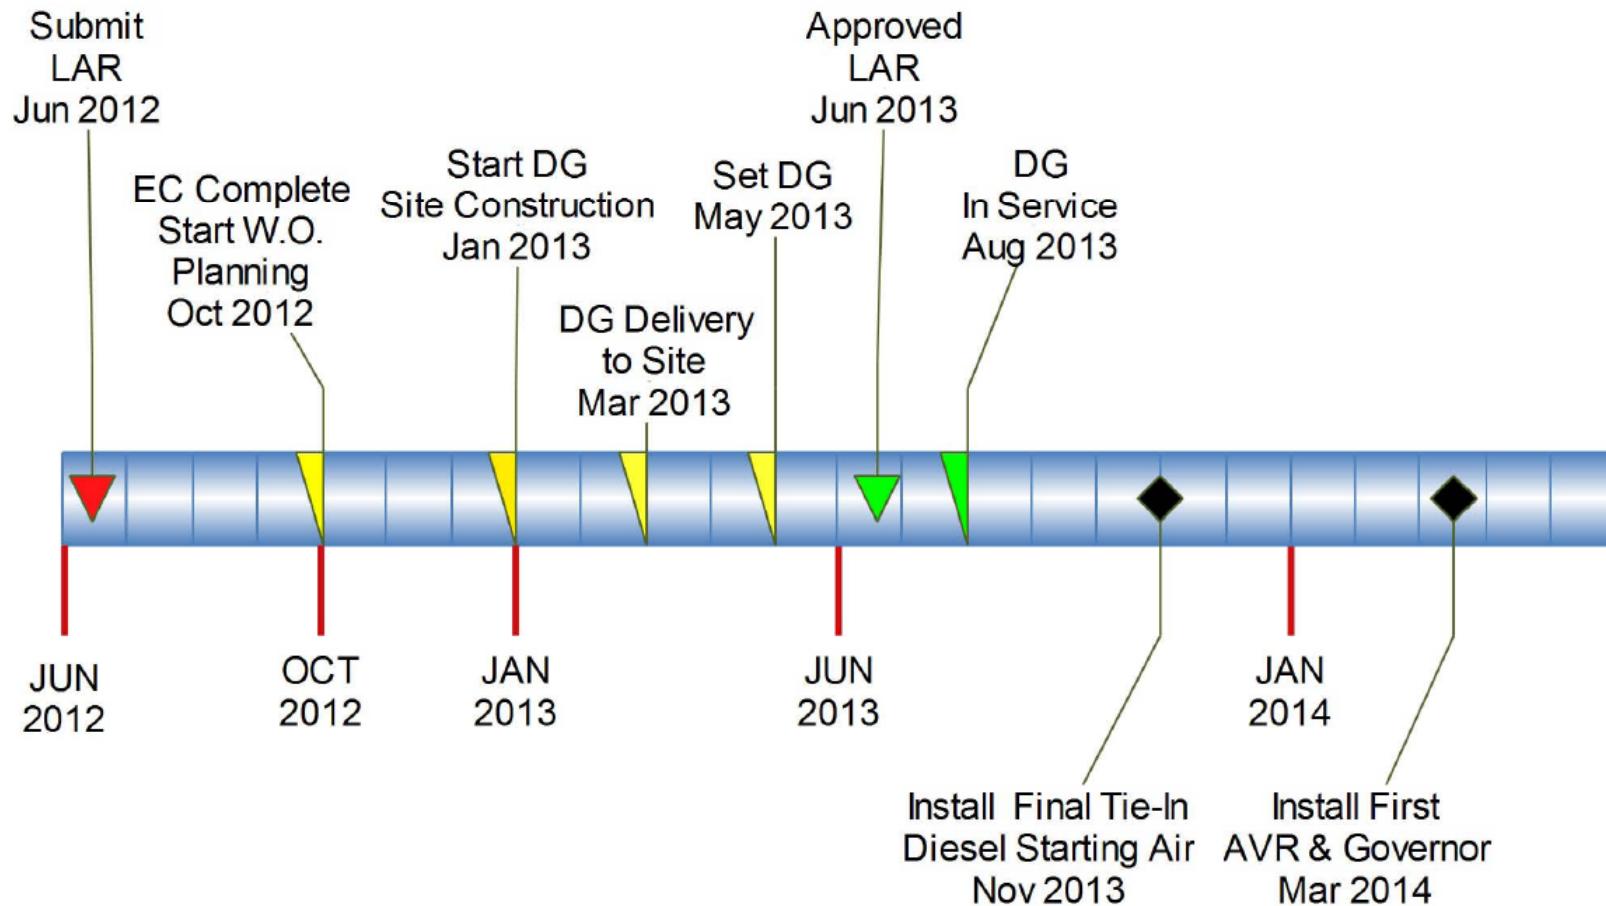 Submit
LAR
Jun 2012
EC Complete
Start W.O.
Planning
Oct 2012
Start DG
Site Construction
Jan 2013
DG Delivery
to Site
Mar 2013
Set DG
May 2013
Approved
LAR
Jun 2013
DG
In Service
Aug 2013
JUN
2012
OCT
2012
JAN
2013
JUN
2013
JAN
2014
Install Final Tie-In
Diesel Starting Air
Nov 2013
Install First
AVR & Governor
Mar 2014